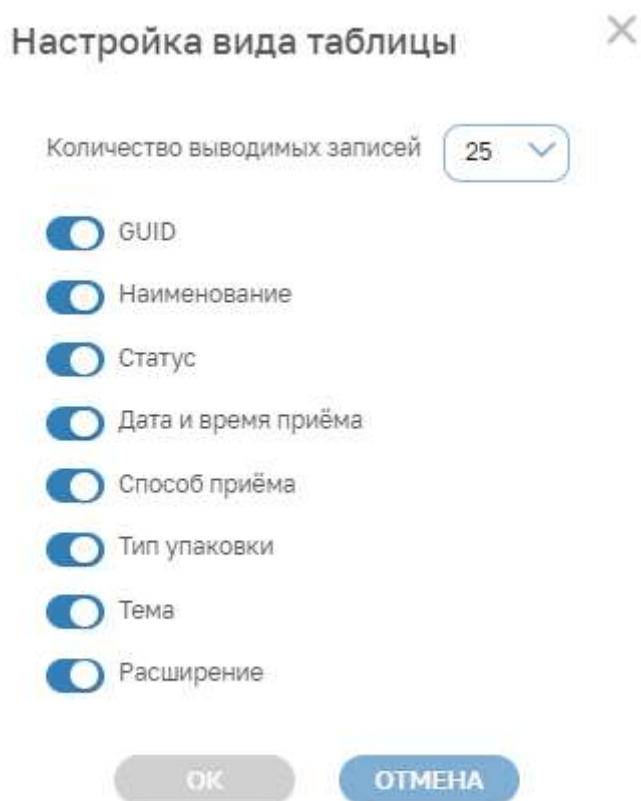 Настройка вида таблицы
Количество выводимых записей 25
GUID
Наименование
Статус
Дата и время приёма
Способ приёма
Тип упаковки
Тема
Расширение
ОК ОТМЕНА